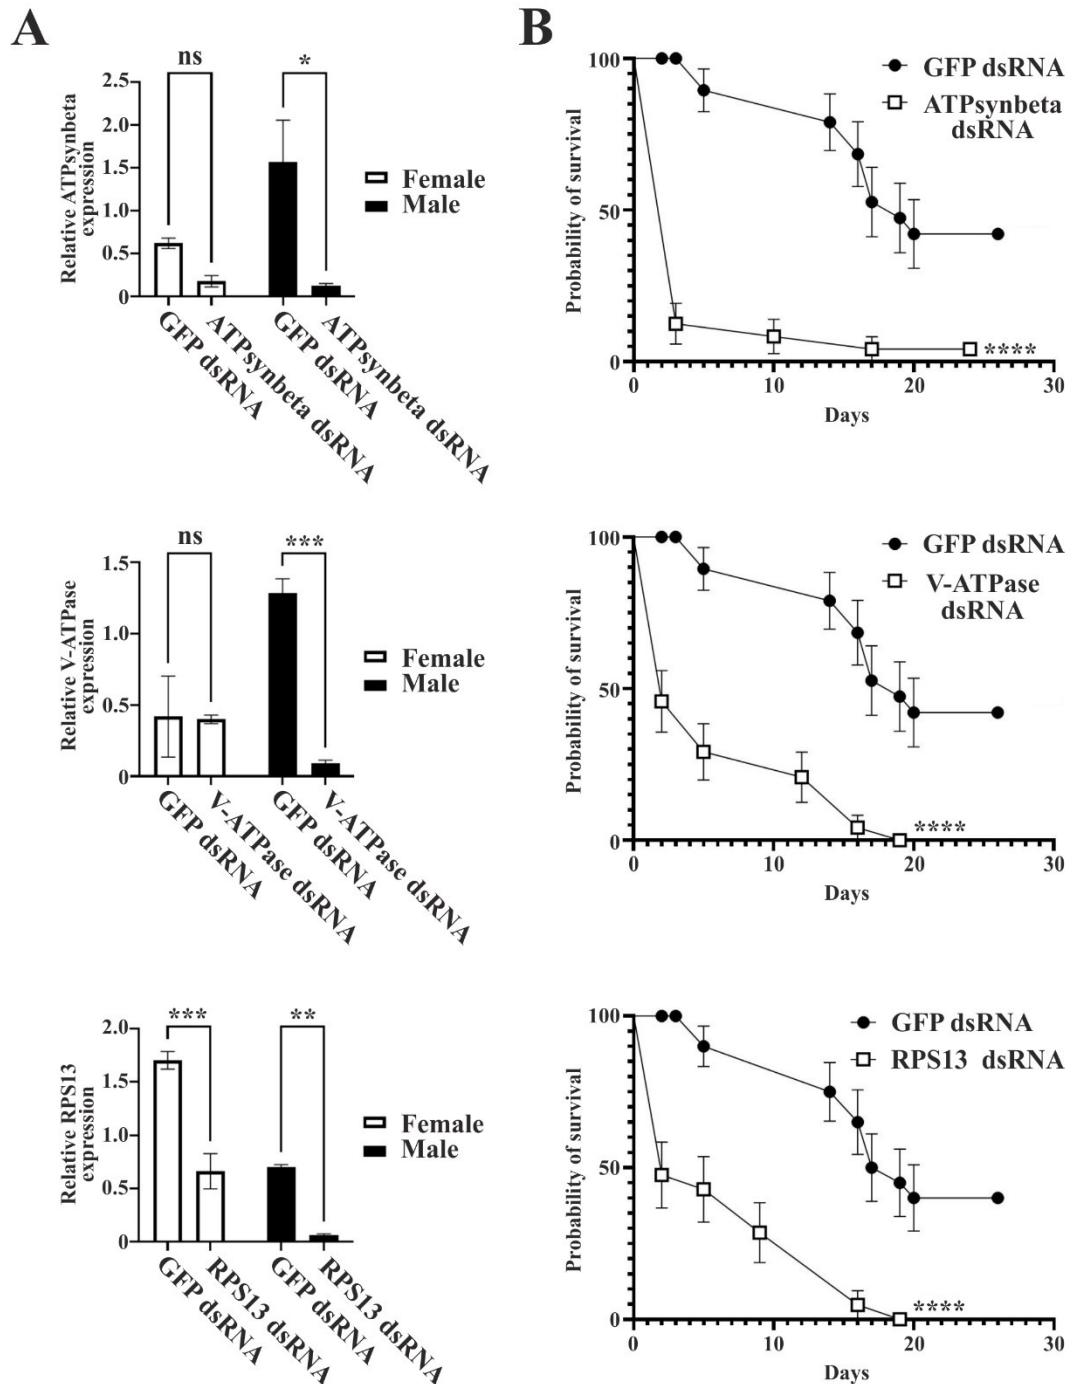 A
ns
*
2.5
2.0
1.5
1.0
0.5
0
Relative ATPsynbeta
expression
Female
Male
GFP dsRNA
ATPsynbeta dsRNA
GFP dsRNA
ATPsynbeta dsRNA
B
100
50
0
Probability of survival
GFP dsRNA
ATPsynbeta
dsRNA
****
0
10
20
30
Days
ns
***
1.5
1.0
0.5
0
Relative V-ATPase
expression
Female
Male
GFP dsRNA
V-ATPase dsRNA
GFP dsRNA
V-ATPase dsRNA
100
50
0
Probability of survival
GFP dsRNA
V-ATPase
dsRNA
****
0
10
20
30
Days
***
**
2.0
1.5
1.0
0.5
0
Relative RPS13
expression
Female
Male
GFP dsRNA
RPS13 dsRNA
GFP dsRNA
RPS13 dsRNA
100
50
0
Probability of survival
GFP dsRNA
RPS13 dsRNA
****
0
10
20
30
Days